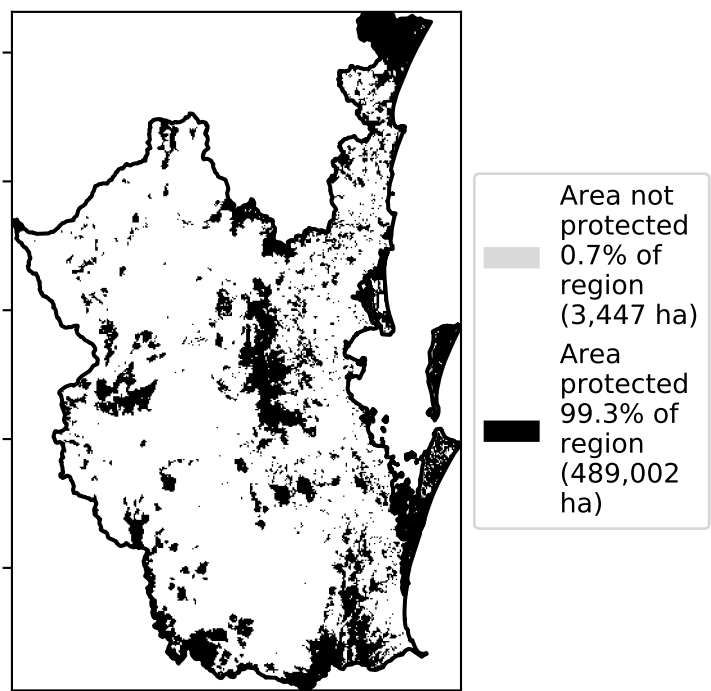 Area not
protected
0.7% of
region
(3,447 ha)
Area
protected
99.3% of
region
(489,002
ha)